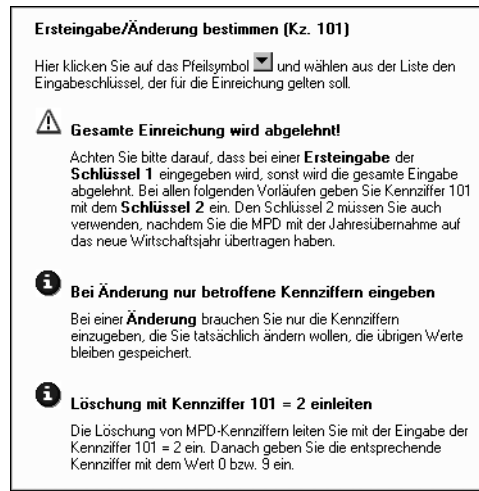 Ersteingabe/Änderung bestimmen (Kz. 101)
Hier klicken Sie auf das Pfeilsymbol und wählen aus der Liste den
Eingabeschlüssel, der für die Einreichung gelten soll.
Gesamte Einreichung wird abgelehnt!
Achten Sie bitte darauf, dass bei einer Ersteingabe der
Schlüssel 1 eingegeben wird, sonst wird die gesamte Eingabe
abgelehnt. Bei allen folgenden Vorläufen geben Sie Kennziffer 101
mit dem Schlüssel 2 ein. Den Schlüssel 2 müssen Sie auch
verwenden, nachdem Sie die MPD mit der Jahresübernahme auf
das neue Wirtschaftsjahr übertragen haben.
Bei Änderung nur betroffene Kennziffern eingeben
Bei einer Änderung brauchen Sie nur die Kennziffern
einzugeben, die Sie tatsächlich ändern wollen, die übrigen Werte
bleiben gespeichert.
Löschung mit Kennziffer 101 = 2 einleiten
Die Löschung von MPD-Kennziffern leiten Sie mit der Eingabe der
Kennziffer 101 = 2 ein. Danach geben Sie die entsprechende
Kennziffer mit dem Wert 0 bzw. 9 ein.